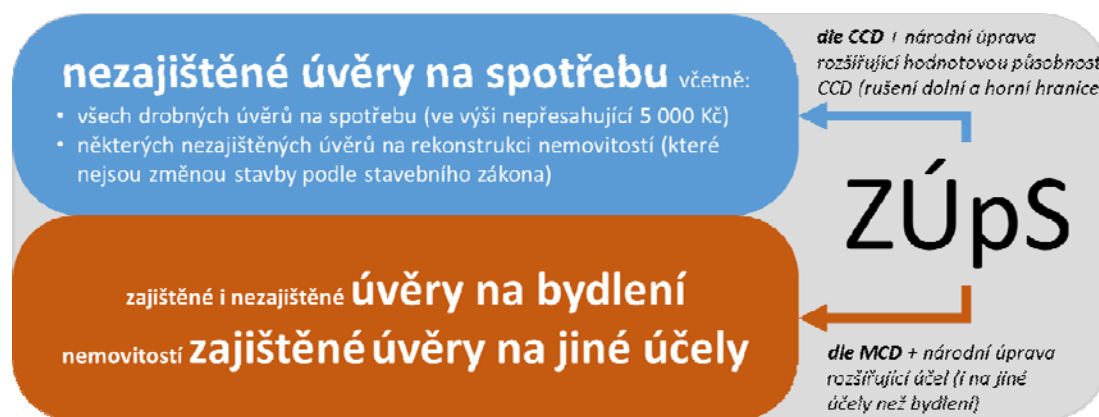 nezajištěné úvěry na spotřebu včetně:
• všech drobných úvěrů na spotřebu (ve výši nepřesahující 5 000 Kč)
• některých nezajištěných úvěrů na rekonstrukci nemovitostí (které
nejsou změnou stavby podle stavebního zákona)
dle CCD + národní úprava
rozšířující hodnotovou působnost
CCD (rušení dolní a horní hranice
ZÚpS
zajištěné i nezajištěné úvěry na bydlení
nemovitostí zajištěné úvěry na jiné účely
dle MCD + národní úprava
rozšířující účel (i na jiné
účely než bydlení)